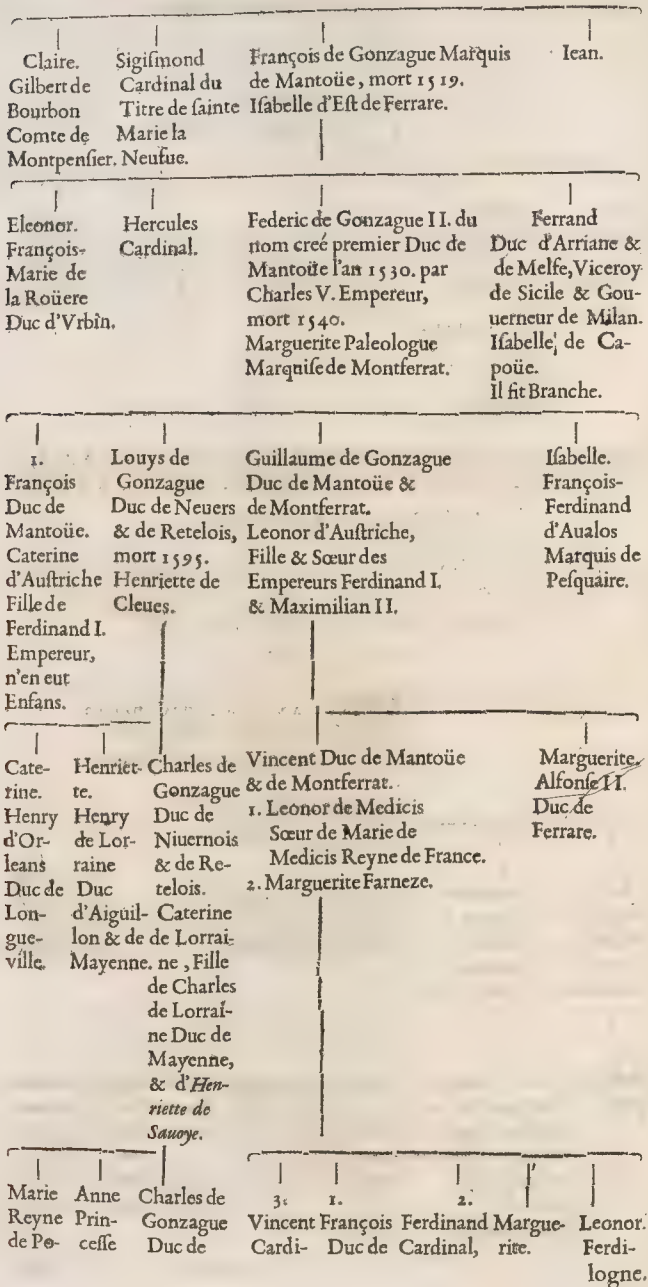 Claire.
Gilbert de
Bourbon
Comte de
Montpenſier.
Sigiſmond
Cardinal du
Titre de ſainte
Marie la
Neufue.
François de Gonzague Marquis
de Mantoüe, mort 1519.
Iſabelle d'Eſt de Ferrare.
Iean.
Eleonor.
François-
Marie de
la Roüere
Duc d'Vrbin.
Hercules
Cardinal.
Federic de Gonzague II. du
nom creé premier Duc de
Mantoüe l'an 1530. par
Charles V. Empereur,
mort 1540.
Marguerite Paleologue
Marquiſe de Montferrat.
Ferrand
Duc d'Arriane &
de Melfe, Viceroy
de Sicile & Gou-
uerneur de Milan.
Iſabelle, de Ca-
poüe.
Il fit Branche.
1.
François
Duc de
Mantoüe.
Caterine
d'Auſtriche
Fille de
Ferdinand I.
Empereur,
n'en eut
Enfans.
Louys de
Gonzague
Duc de Neuers
& de Retelois,
mort 1595.
Henriette de
Cleues.
Guillaume de Gonzague
Duc de Mantoüe &
de Montferrat.
Leonor d'Auſtriche,
Fille & Sœur des
Empereurs Ferdinand I.
& Maximilian II.
Iſabelle.
François-
Ferdinand
d'Aualos
Marquis de
Peſquaire.
Cate-
rine.
Henry
d'Or-
leans
Duc de
Lon-
gue-
ville.
Henriet-
te.
Henry
de Lor-
raine
Duc
d'Aiguil-
lon & de
Mayenne.
Charles de
Gonzague
Duc de
Niuernois
& de Re-
telois.
Caterine
de Lorrai-
ne, Fille
de Charles
de Lorrai-
ne Duc de
Mayenne,
& d'Hen-
riette de
Sauoye.
Vincent Duc de Mantoüe
& de Montferrat.
1. Leonor de Medicis
Sœur de Marie de
Medicis Reyne de France.
2. Marguerite Farneze.
Marguerite.
Alfonſe II.
Duc de
Ferrare.
Marie
Reyne
de Po-
Anne
Prin-
ceſſe
Charles de
Gonzague
Duc de
3.
Vincent
Cardi-
1.
François
Duc de
2.
Ferdinand
Cardinal,
Margue-
rite.
Leonor.
Ferdi-
logne.